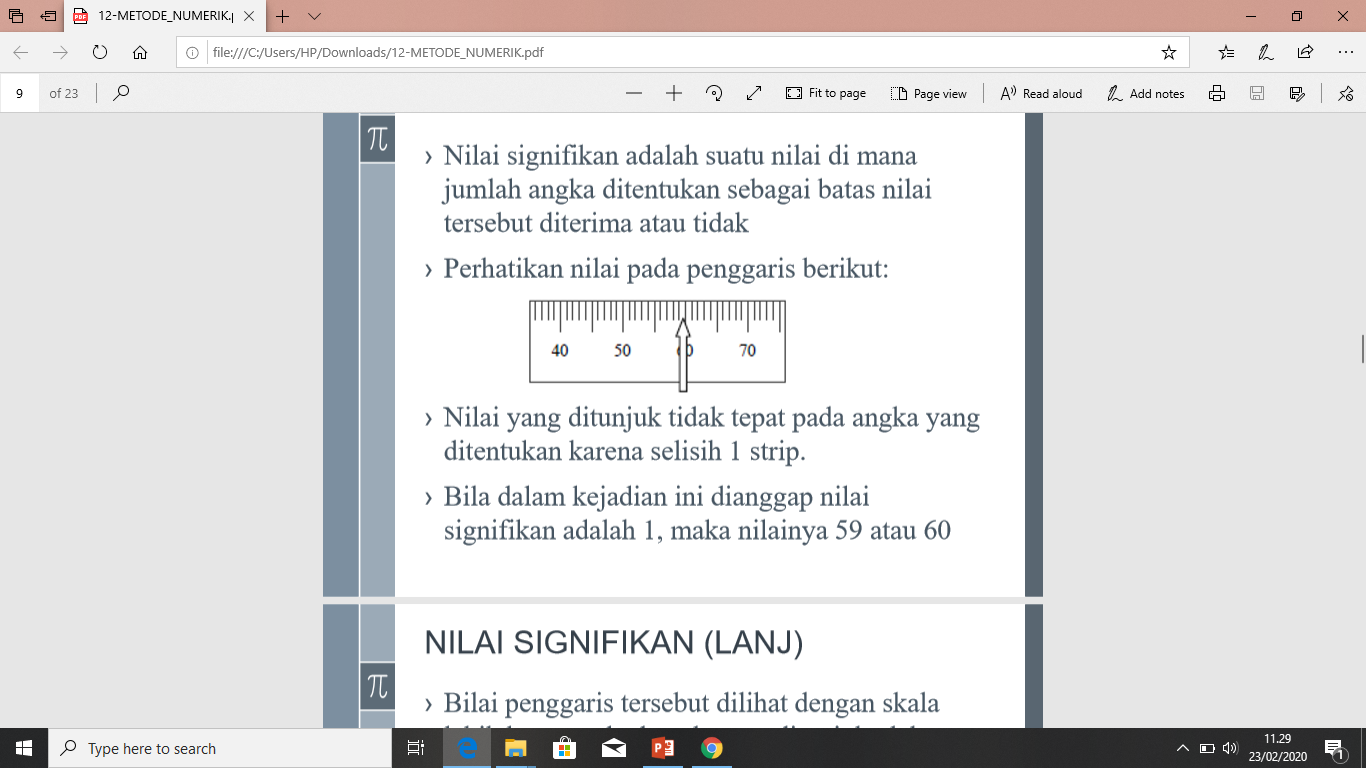 12-METODE_NUMERIK.p
file:///C:/Users/HP/Downloads/12-METODE_NUMERIK.pdf
9 of 23
Fit to page
Page view
Read aloud
Add notes
π
› Nilai signifikan adalah suatu nilai di mana
jumlah angka ditentukan sebagai batas nilai
tersebut diterima atau tidak
› Perhatikan nilai pada penggaris berikut:
40 50 60 70
› Nilai yang ditunjuk tidak tepat pada angka yang
ditentukan karena selisih 1 strip.
› Bila dalam kejadian ini dianggap nilai
signifikan adalah 1, maka nilainya 59 atau 60
NILAI SIGNIFIKAN (LANJ)
π
› Bilai penggaris tersebut dilihat dengan skala
Type here to search
11.29
23/02/2020
1